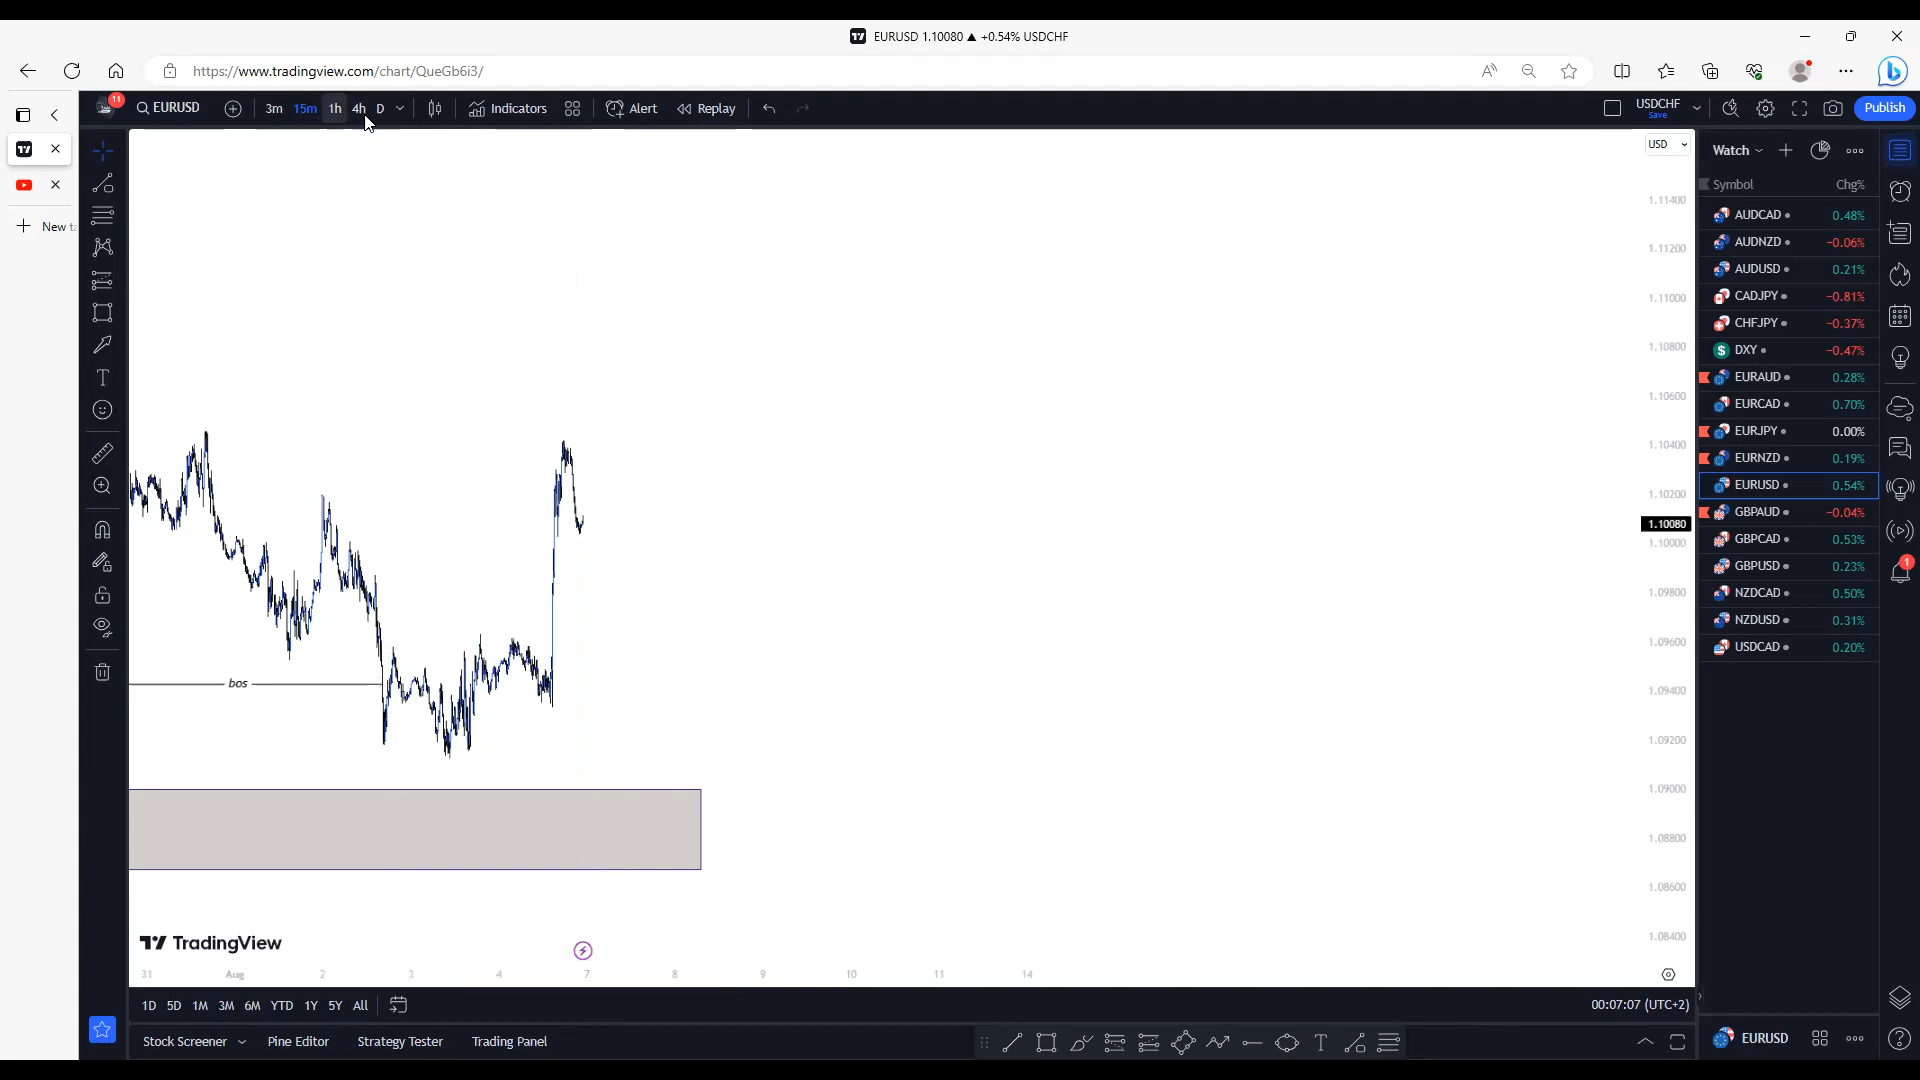 EURUSD 1.10080 ▲ +0.54% USDCHF
https://www.tradingview.com/chart/QueGb6i3/
11
EURUSD
3m
15m
1h
4h
D
Indicators
Alert
Replay
USDCHF
Save
Publish
New ta
USD
Watch
Symbol
Chg%
AUDCAD 0.48%
AUDNZD −0.06%
AUDUSD 0.21%
CADJPY −0.81%
CHFJPY −0.37%
DXY −0.47%
EURAUD 0.28%
EURCAD 0.70%
EURJPY 0.00%
EURNZD 0.19%
EURUSD 0.54%
GBPAUD −0.04%
GBPCAD 0.53%
GBPUSD 0.23%
NZDCAD 0.50%
NZDUSD 0.31%
USDCAD 0.20%
1
1.11400
1.11200
1.11000
1.10800
1.10600
1.10400
1.10200
1.10080
1.10000
1.09800
1.09600
1.09400
1.09200
1.09000
1.08800
1.08600
1.08400
bos
TradingView
31 Aug 2 3 4 7 8 9 10 11 14
1D 5D 1M 3M 6M YTD 1Y 5Y All
00:07:07 (UTC+2)
Stock Screener
Pine Editor
Strategy Tester
Trading Panel
EURUSD